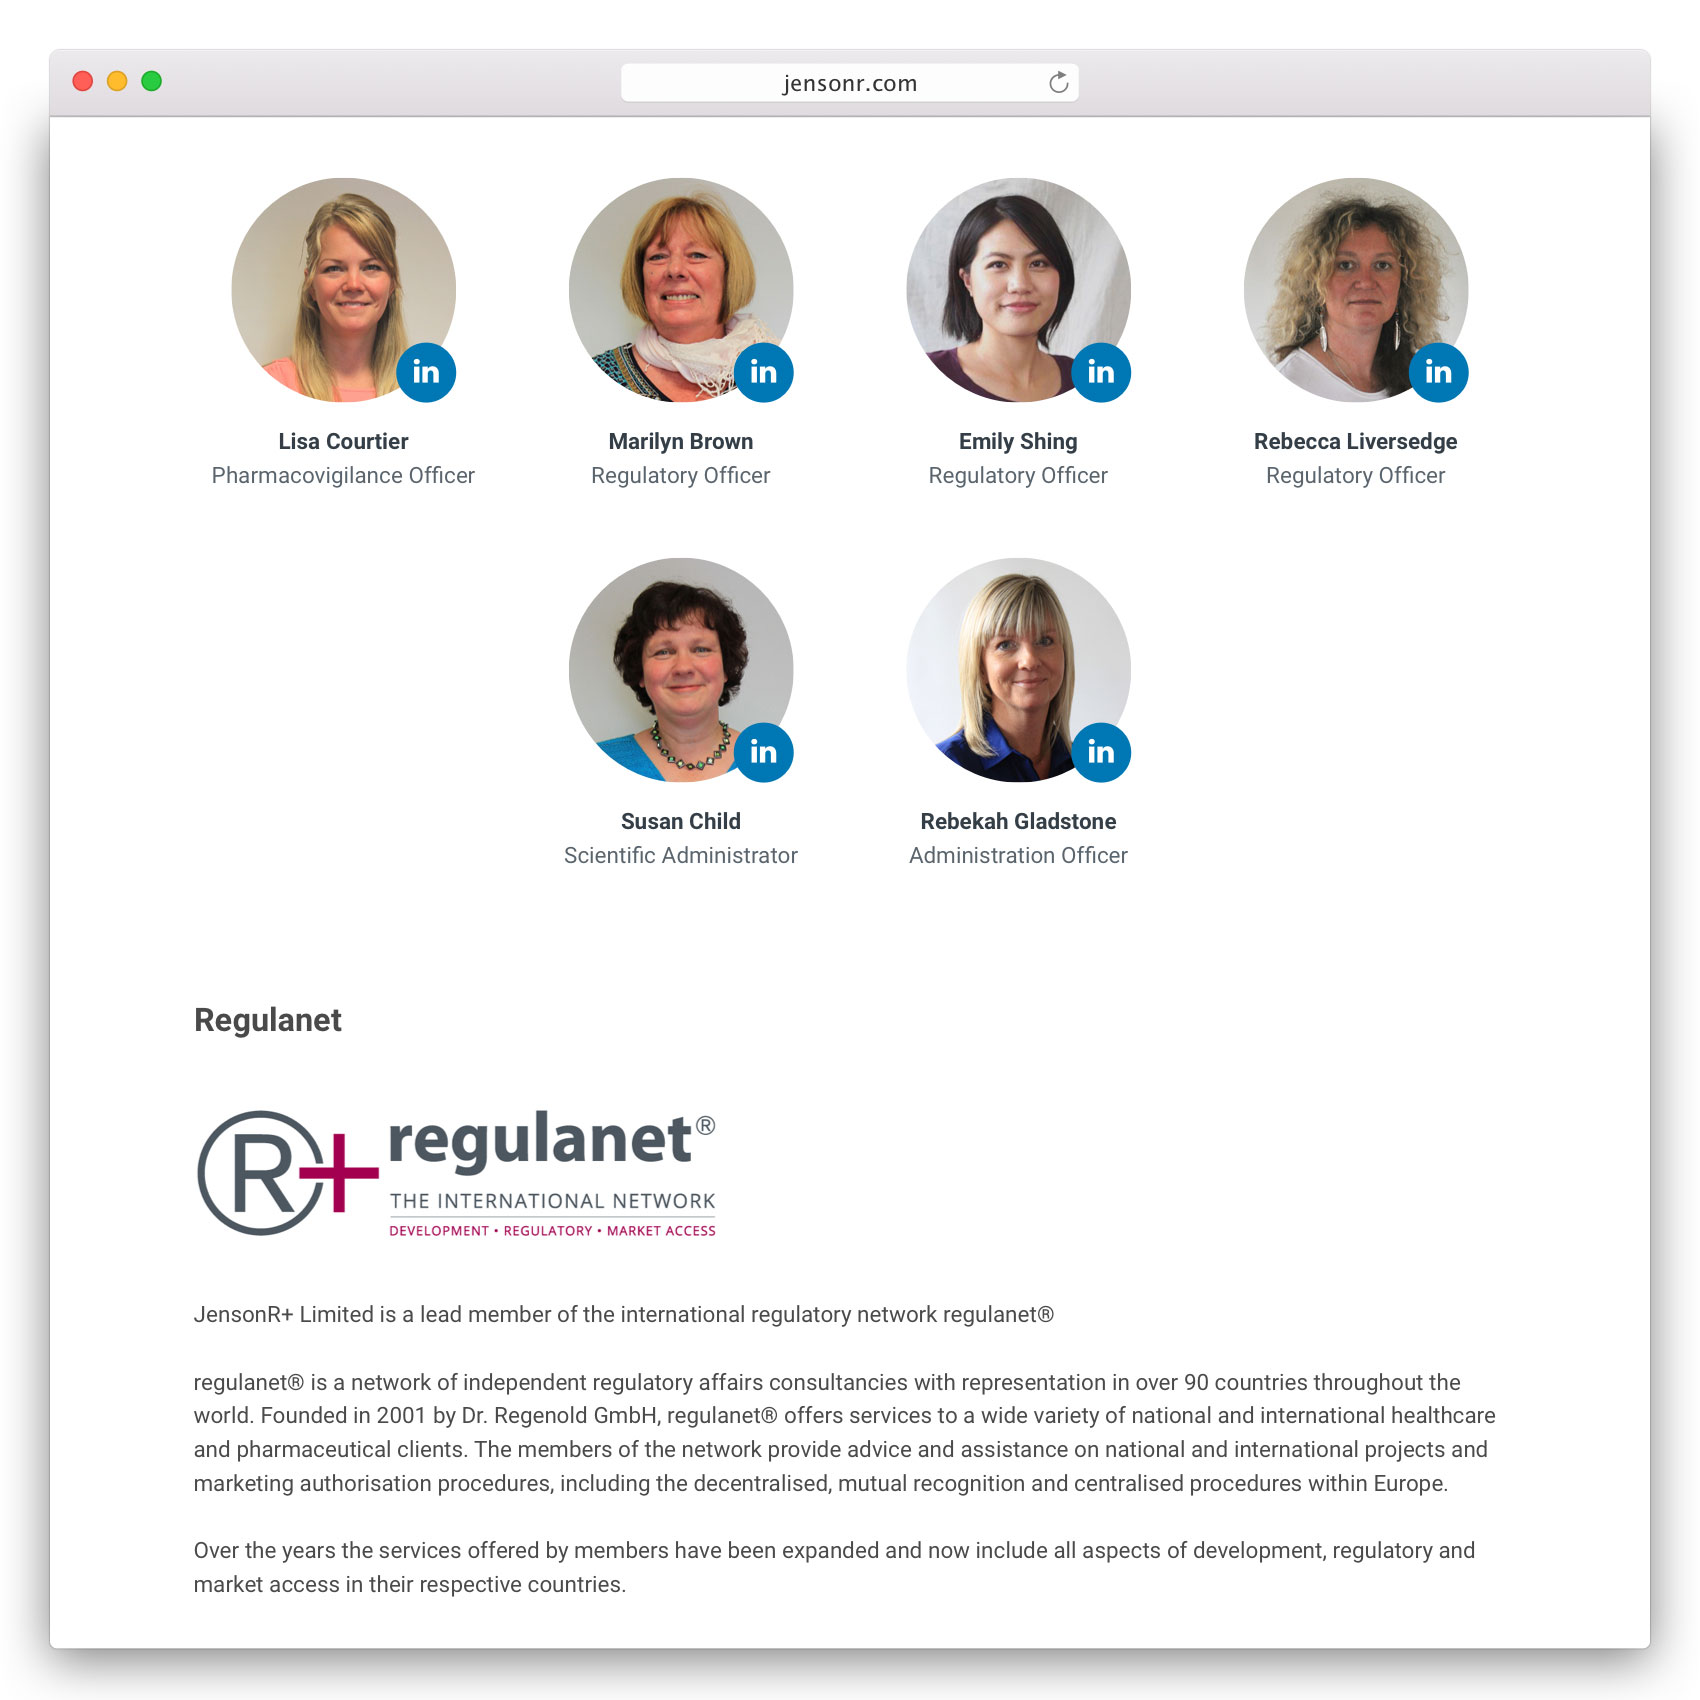 jensonr.com
in in in in
Lisa Courtier Marilyn Brown Emily Shing Rebecca Liversedge
Pharmacovigilance Officer Regulatory Officer Regulatory Officer Regulatory Officer
in in
Susan Child Rebekah Gladstone
Scientific Administrator Administration Officer
Regulanet
R+ regulanet®
THE INTERNATIONAL NETWORK
DEVELOPMENT • REGULATORY • MARKET ACCESS
JensonR+ Limited is a lead member of the international regulatory network regulanet®
regulanet® is a network of independent regulatory affairs consultancies with representation in over 90 countries throughout the
world. Founded in 2001 by Dr. Regenold GmbH, regulanet® offers services to a wide variety of national and international healthcare
and pharmaceutical clients. The members of the network provide advice and assistance on national and international projects and
marketing authorisation procedures, including the decentralised, mutual recognition and centralised procedures within Europe.
Over the years the services offered by members have been expanded and now include all aspects of development, regulatory and
market access in their respective countries.